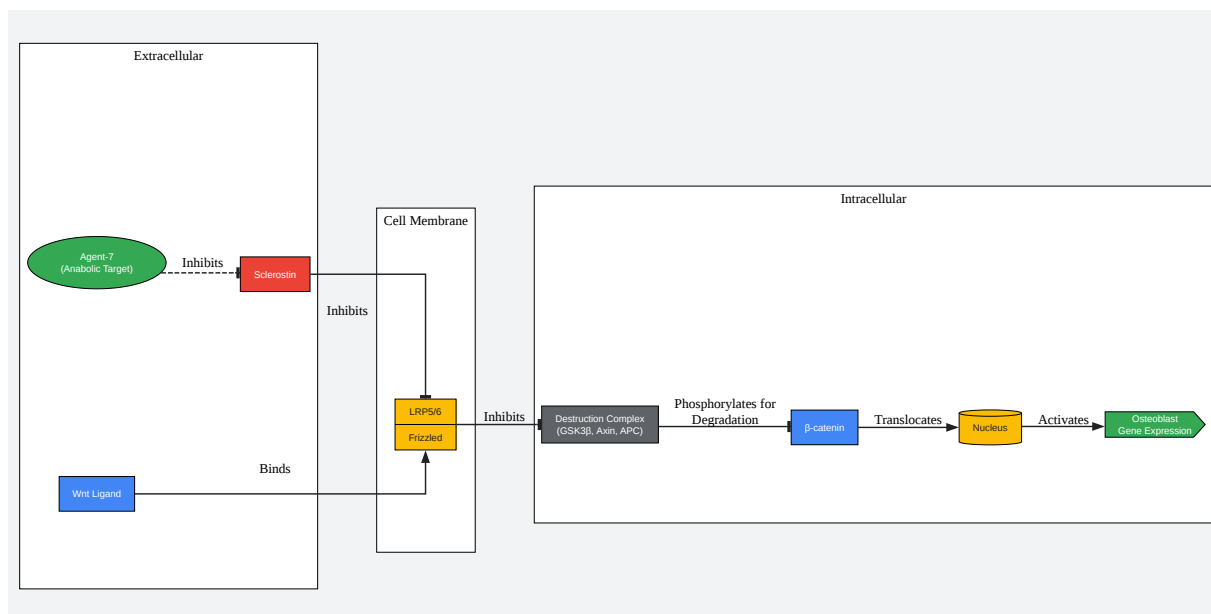 Extracellular
Agent-7
(Anabolic Target)
Inhibits
Sclerostin
Inhibits
Wnt Ligand
Binds
Cell Membrane
LRP5/6
Frizzled
Inhibits
Intracellular
Destruction Complex
(GSK3β, Axin, APC)
Phosphorylates for
Degradation
β-catenin
Translocates
Nucleus
Activates
Osteoblast
Gene Expression